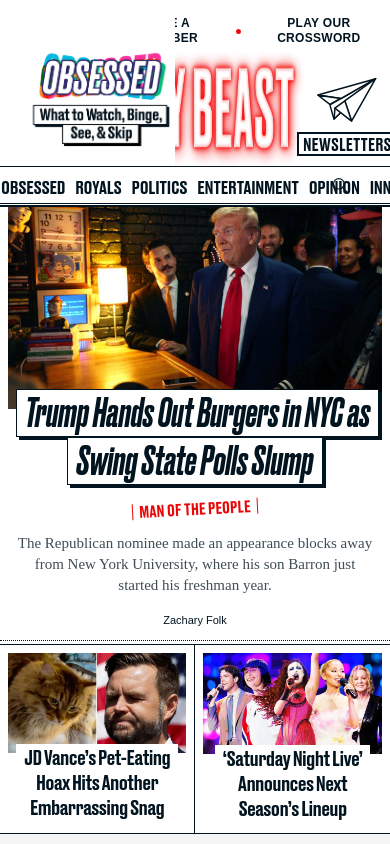 E A
PLAY OUR
BER
CROSSWORD
OBSESSED
What to Watch, Binge,
See, & Skip
Y BEAST
NEWSLETTERS
OBSESSED ROYALS POLITICS ENTERTAINMENT OPINION INN
Trump Hands Out Burgers in NYC as
Swing State Polls Slump
MAN OF THE PEOPLE
The Republican nominee made an appearance blocks away
from New York University, where his son Barron just
started his freshman year.
Zachary Folk
JD Vance’s Pet-Eating
Hoax Hits Another
Embarrassing Snag
‘Saturday Night Live’
Announces Next
Season’s Lineup